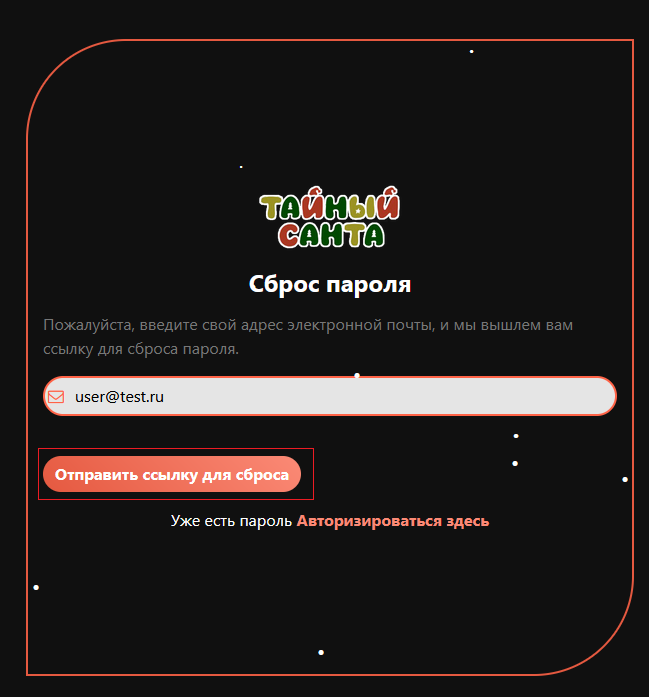 ТАЙНЫЙ
САНТА
Сброс пароля
Пожалуйста, введите свой адрес электронной почты, и мы вышлем вам
ссылку для сброса пароля.
user@test.ru
Отправить ссылку для сброса
Уже есть пароль Авторизироваться здесь